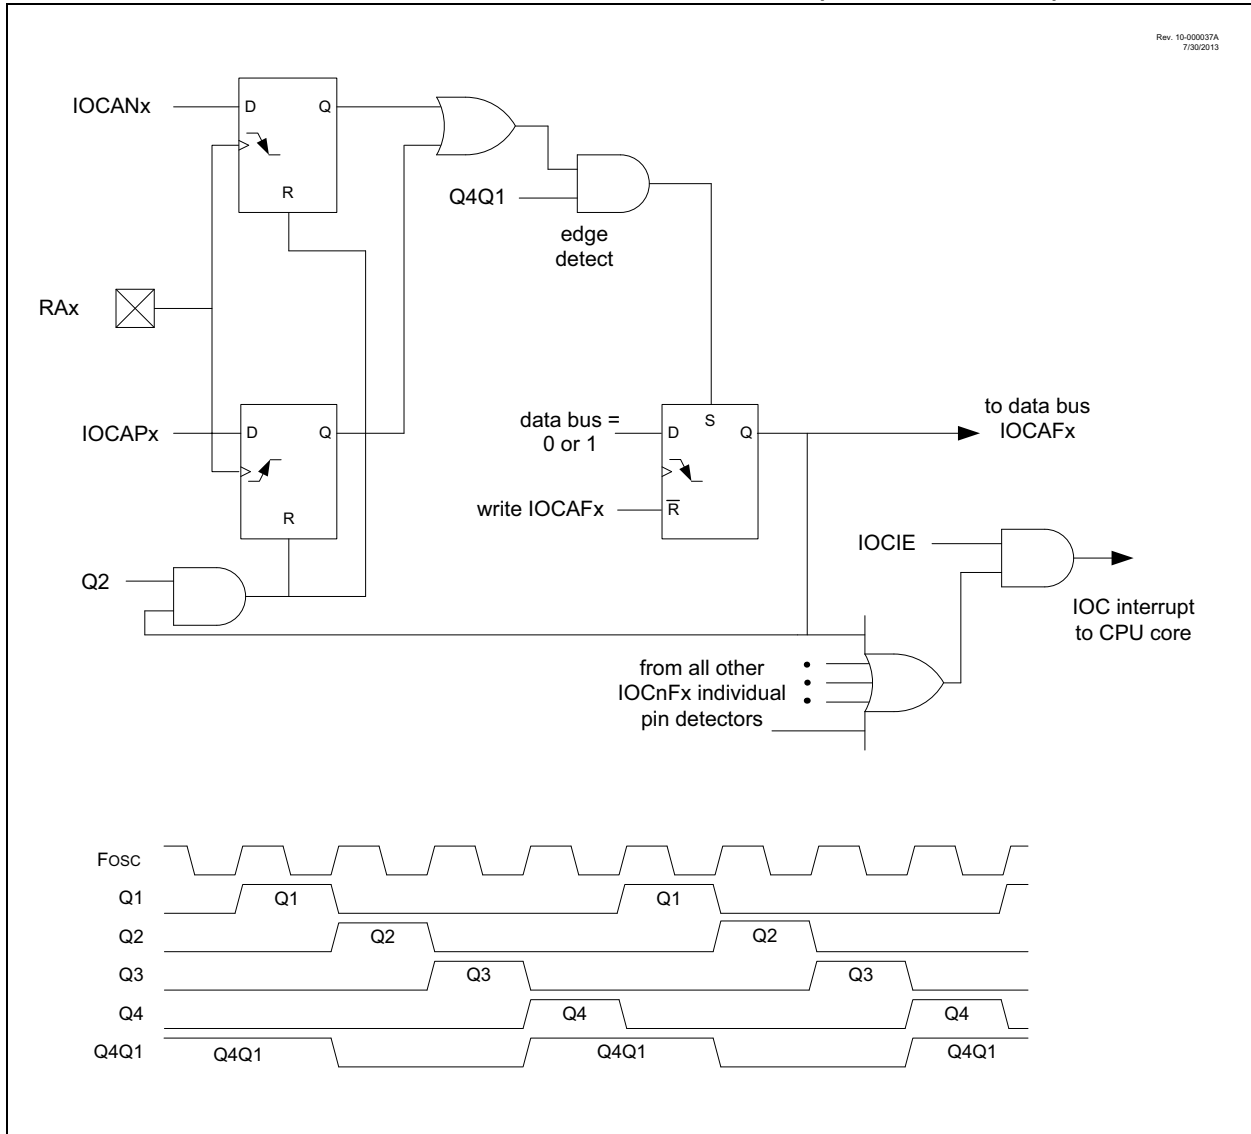 Rev. 10-000037A
7/30/2013
IOCANx
D
Q
R
Q4Q1
edge
detect
RAx
IOCAPx
D
Q
R
data bus =
0 or 1
D
S
Q
to data bus
IOCAFx
write IOCAFx
R
IOCIE
Q2
IOC interrupt
to CPU core
from all other
IOCnFx individual
pin detectors
FOSC
Q1
Q1
Q1
Q2
Q2
Q2
Q3
Q3
Q3
Q4
Q4
Q4
Q4Q1
Q4Q1
Q4Q1
Q4Q1